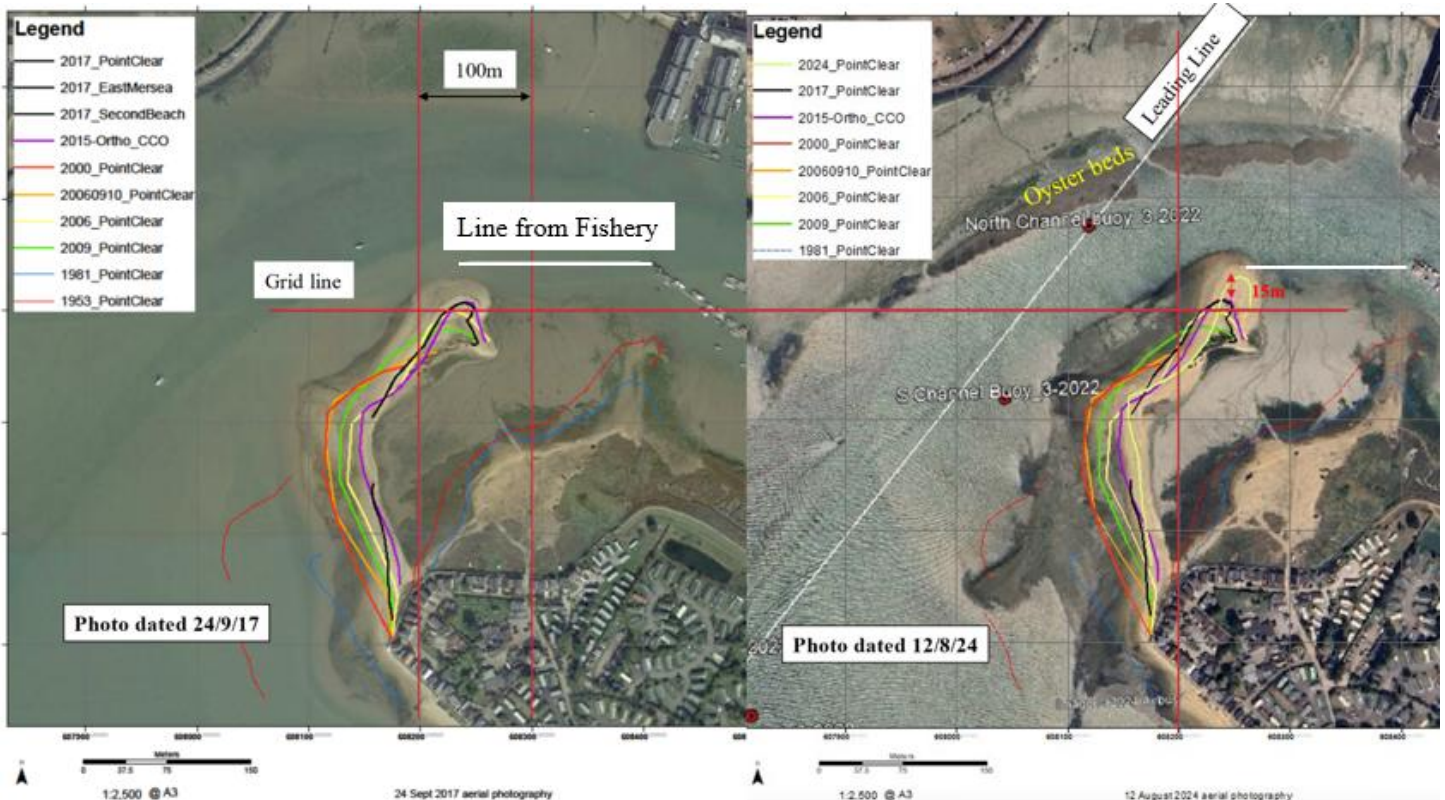 Legend
2017_PointClear
2017_EastMersea
2017_SecondBeach
2015-Ortho_CCO
2000_PointClear
20060910_PointClear
2006_PointClear
2009_PointClear
1981_PointClear
1953_PointClear
100m
Line from Fishery
Grid line
Photo dated 24/9/17
Meters
0 37.5 75 150
1:2,500 @ A3
24 Sept 2017 aerial photography
Legend
2024_PointClear
2017_PointClear
2015-Ortho_CCO
2000_PointClear
20060910_PointClear
2006_PointClear
2009_PointClear
1981_PointClear
Leading Line
Oyster beds
North Channel buoy_3-2022
15m
S Channel Buoy_3-2022
Photo dated 12/8/24
Meters
0 37.5 75 150
1:2,500 @ A3
12 August 2024 aerial photography